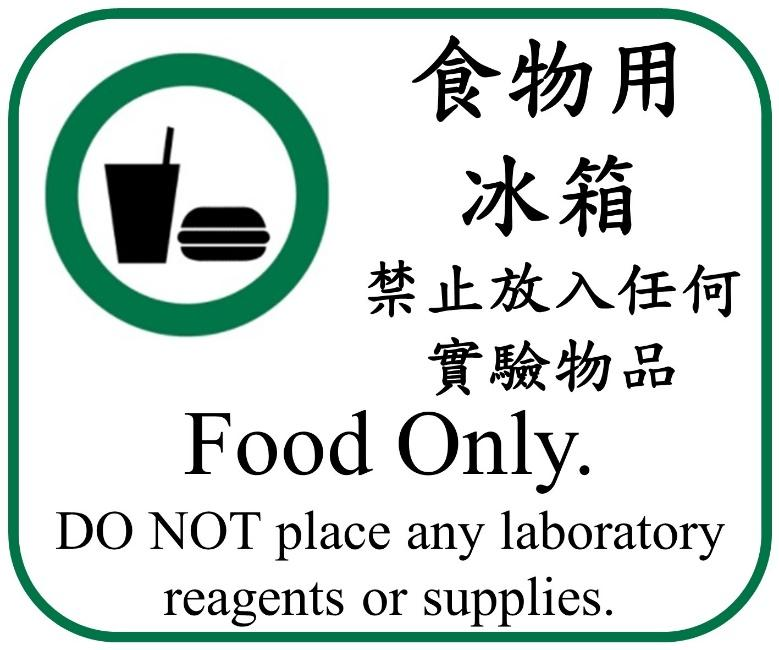 食物用
冰箱
禁止放入任何
實驗物品
Food Only.
DO NOT place any laboratory
reagents or supplies.